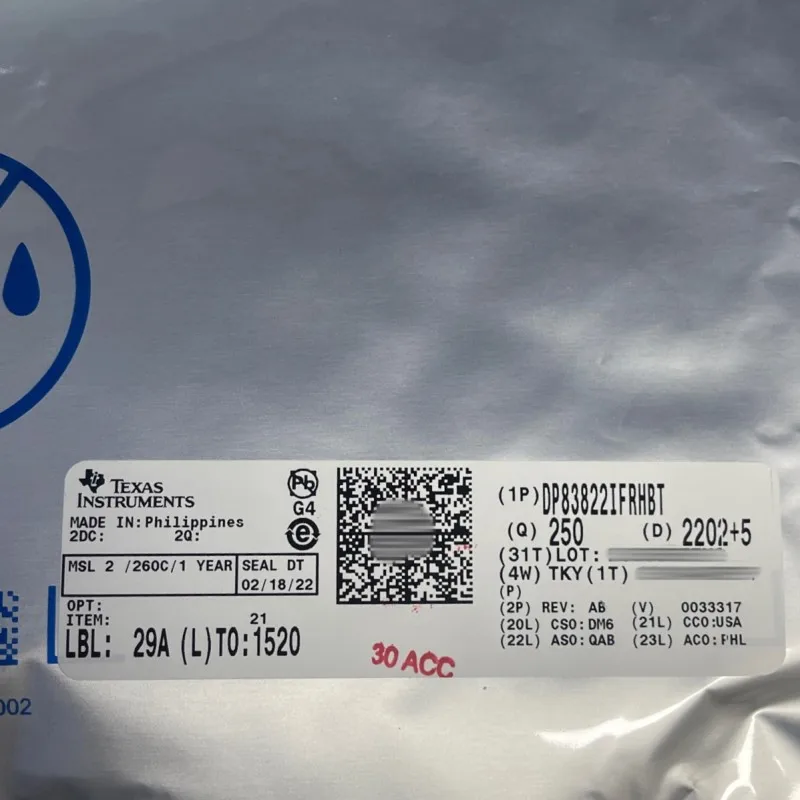 TEXAS
INSTRUMENTS
MADE IN: Philippines
2DC: 2Q:
MSL 2 /260C/1 YEAR
SEAL DT
02/18/22
OPT:
ITEM: 21
LBL: 29A (L)TO:1520
Pb
G4
e
30 ACC
(1P) DP83822IFRHBT
(Q) 250 (D) 2202+5
(31T)LOT:
(4W) TKY(1T)
(P)
(2P) REV: AB (V) 0033317
(20L) CSO:DM6 (21L) CCO:USA
(22L) ASO:QAB (23L) ACO:PHL
002